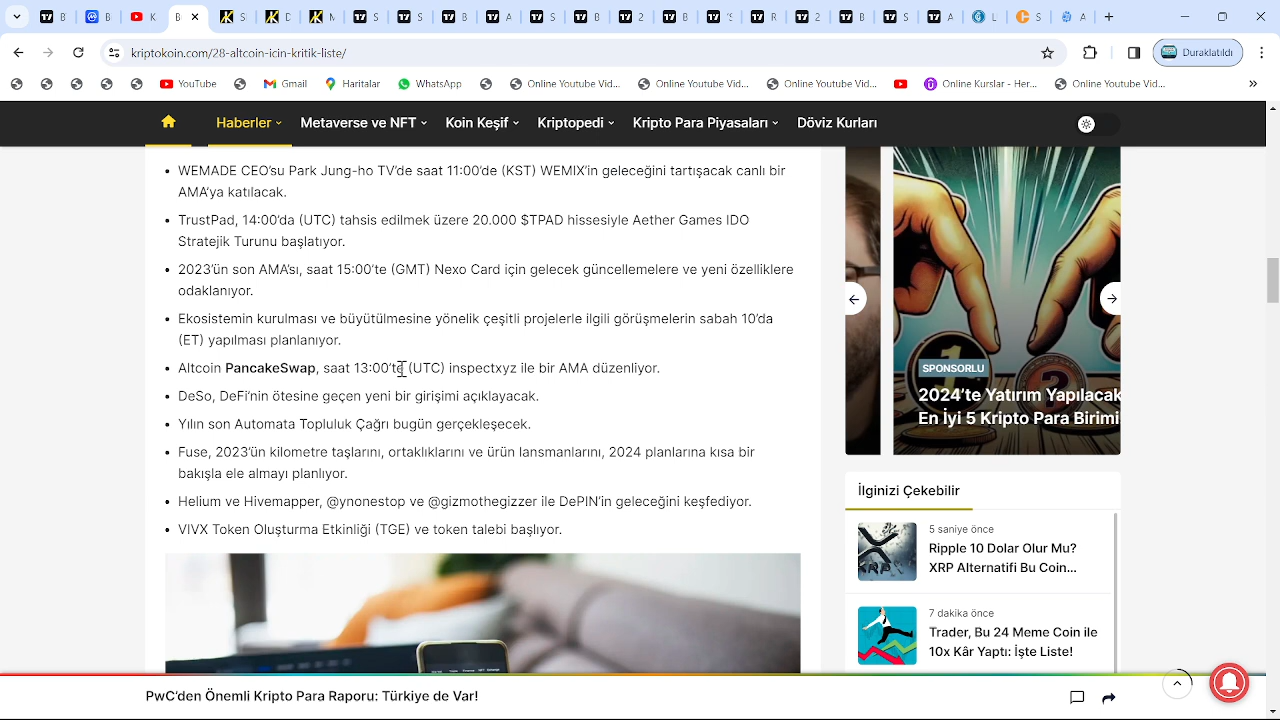 kriptokoin.com/28-altcoin-icin-kritik-liste/
Duraklatıldı
YouTube
Gmail
Haritalar
WhatsApp
Online Youtube Vid...
Online Youtube Vid...
Online Youtube Vid...
Online Kurslar - Her...
Online Youtube Vid...
Haberler
Metaverse ve NFT
Koin Keşif
Kriptopedi
Kripto Para Piyasaları
Döviz Kurları
WEMADE CEO'su Park Jung-ho TV'de saat 11:00'de (KST) WEMIX'in geleceğini tartışacak canlı bir
AMA'ya katılacak.
TrustPad, 14:00'da (UTC) tahsis edilmek üzere 20.000 $TPAD hissesiyle Aether Games IDO
Stratejik Turunu başlatıyor.
2023'ün son AMA'sı, saat 15:00'te (GMT) Nexo Card için gelecek güncellemelere ve yeni özelliklere
odaklanıyor.
Ekosistemin kurulması ve büyütülmesine yönelik çeşitli projelerle ilgili görüşmelerin sabah 10'da
(ET) yapılması planlanıyor.
Altcoin PancakeSwap, saat 13:00'te (UTC) inspectxyz ile bir AMA düzenliyor.
DeSo, DeFi'nin ötesine geçen yeni bir girişimi açıklayacak.
Yılın son Automata Topluluk Çağrı bugün gerçekleşecek.
Fuse, 2023'ün kilometre taşlarını, ortaklıklarını ve ürün lansmanlarını, 2024 planlarına kısa bir
bakışla ele almayı planlıyor.
Helium ve Hivemapper, @ynonestop ve @gizmothegizzer ile DePIN'in geleceğini keşfediyor.
VIVX Token Oluşturma Etkinliği (TGE) ve token talebi başlıyor.
SPONSORLU
2024'te Yatırım Yapılacak
En İyi 5 Kripto Para Birimi
İlginizi Çekebilir
5 saniye önce
Ripple 10 Dolar Olur Mu?
XRP Alternatifi Bu Coin...
7 dakika önce
Trader, Bu 24 Meme Coin ile
10x Kâr Yaptı: İşte Liste!
PwC'den Önemli Kripto Para Raporu: Türkiye de Var!